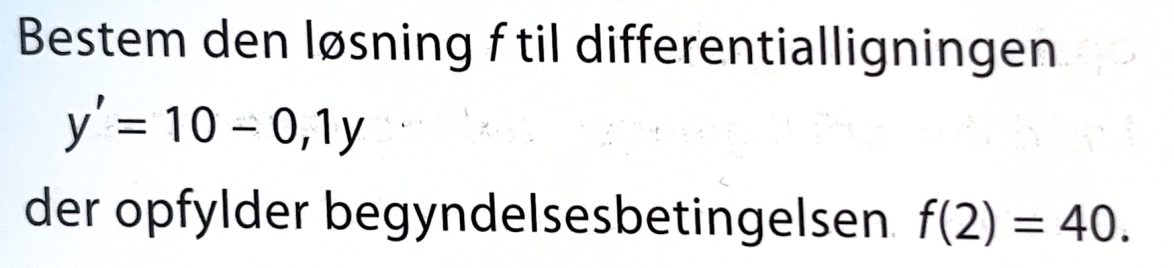 Bestem den løsning f til differentialligningen
y′ = 10 – 0,1y
der opfylder begyndelsesbetingelsen f(2) = 40.